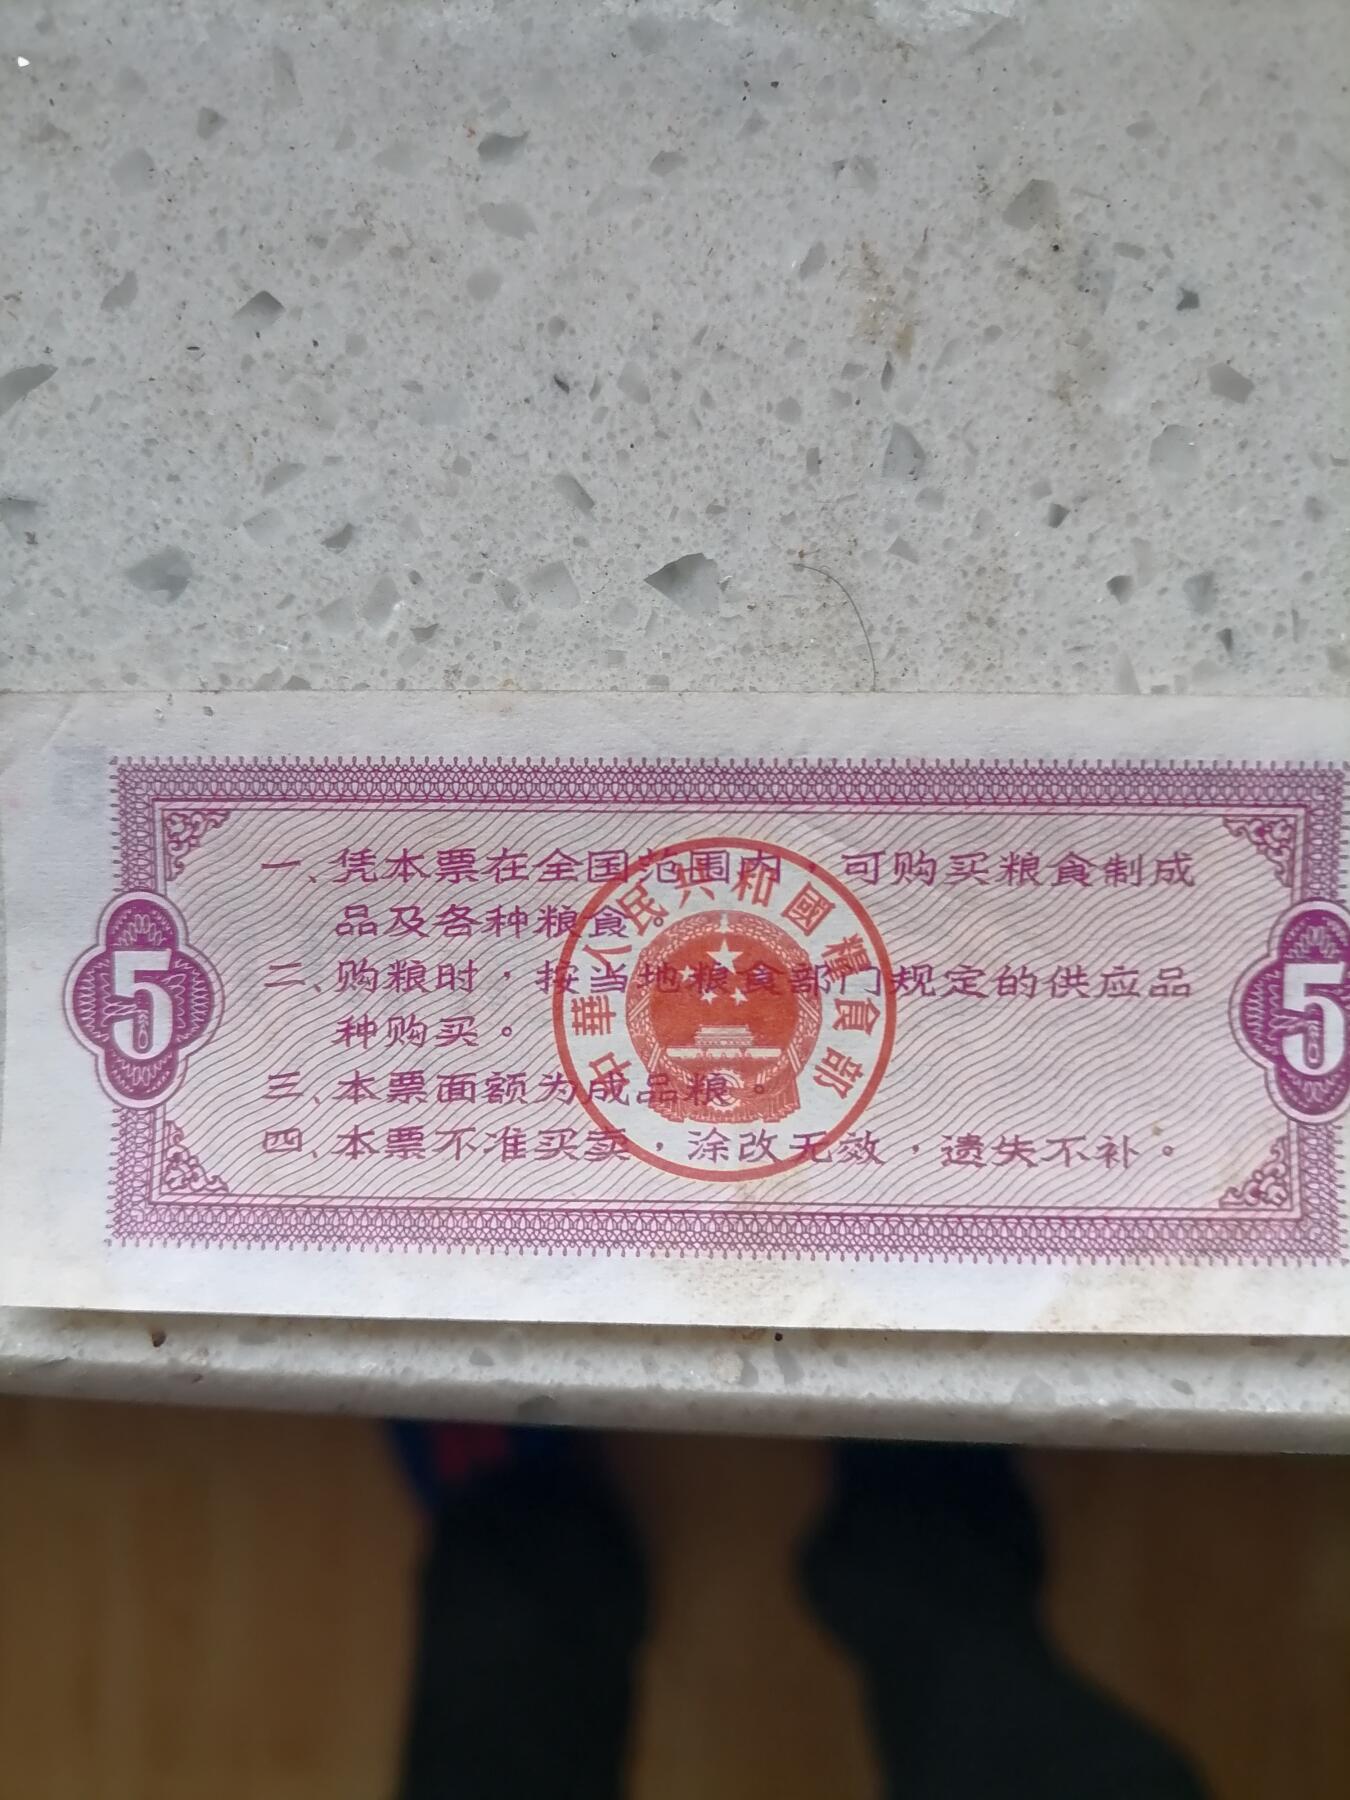 一、凭本票在全国范围内，可购买粮食制成
品及各种粮食。
二、购粮时，按当地粮食部门规定的供应品
种购买。
三、本票面额为成品粮。
四、本票不准买卖，涂改无效，遗失不补。
5
5
中華人民共和國糧食部